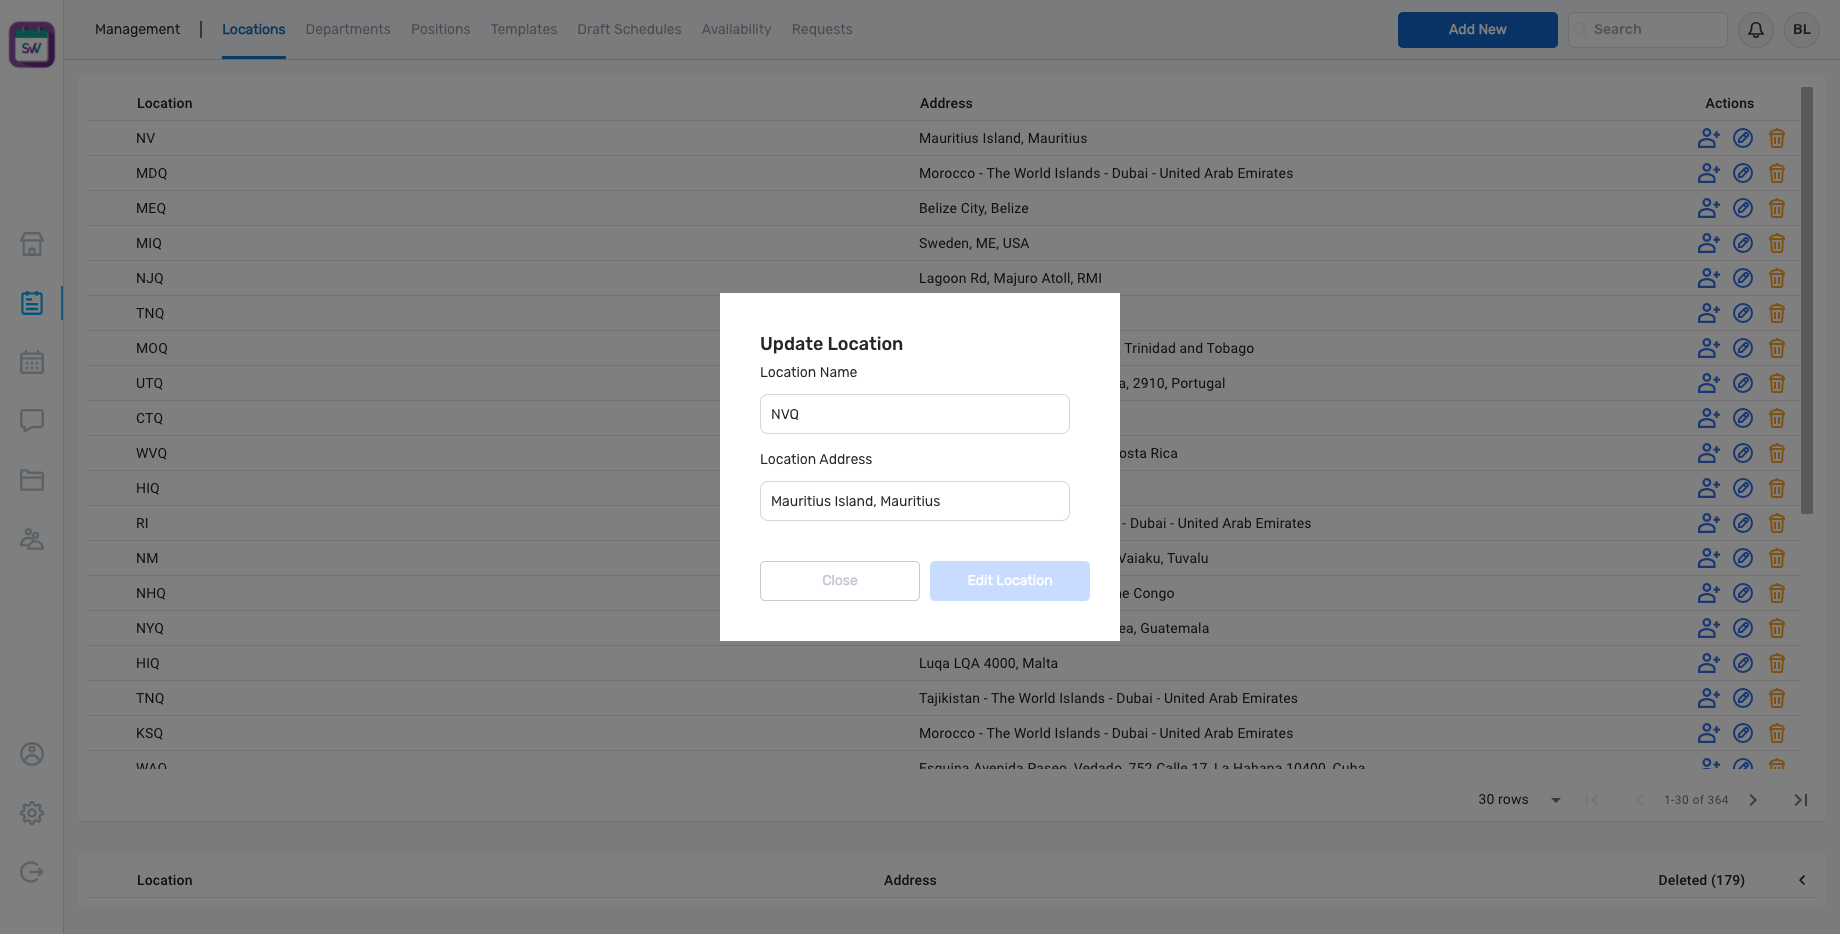 SW
Management | Locations Departments Positions Templates Draft Schedules Availability Requests Add New Search BL
Location Address Actions
NV Mauritius Island, Mauritius
MDQ Morocco - The World Islands - Dubai - United Arab Emirates
MEQ Belize City, Belize
MIQ Sweden, ME, USA
NJQ Lagoon Rd, Majuro Atoll, RMI
TNQ
MOQ Trinidad and Tobago
UTQ a, 2910, Portugal
CTQ
WVQ osta Rica
HIQ
RI - Dubai - United Arab Emirates
NM Vaiaku, Tuvalu
NHQ he Congo
NYQ ea, Guatemala
HIQ Luqa LQA 4000, Malta
TNQ Tajikistan - The World Islands - Dubai - United Arab Emirates
KSQ Morocco - The World Islands - Dubai - United Arab Emirates
WAQ Esquina Avenida Paseo, Vedado, 752 Calle 17, La Habana 10400, Cuba
Update Location
Location Name
NVQ
Location Address
Mauritius Island, Mauritius
Close Edit Location
30 rows 1-30 of 364
Location Address Deleted (179)